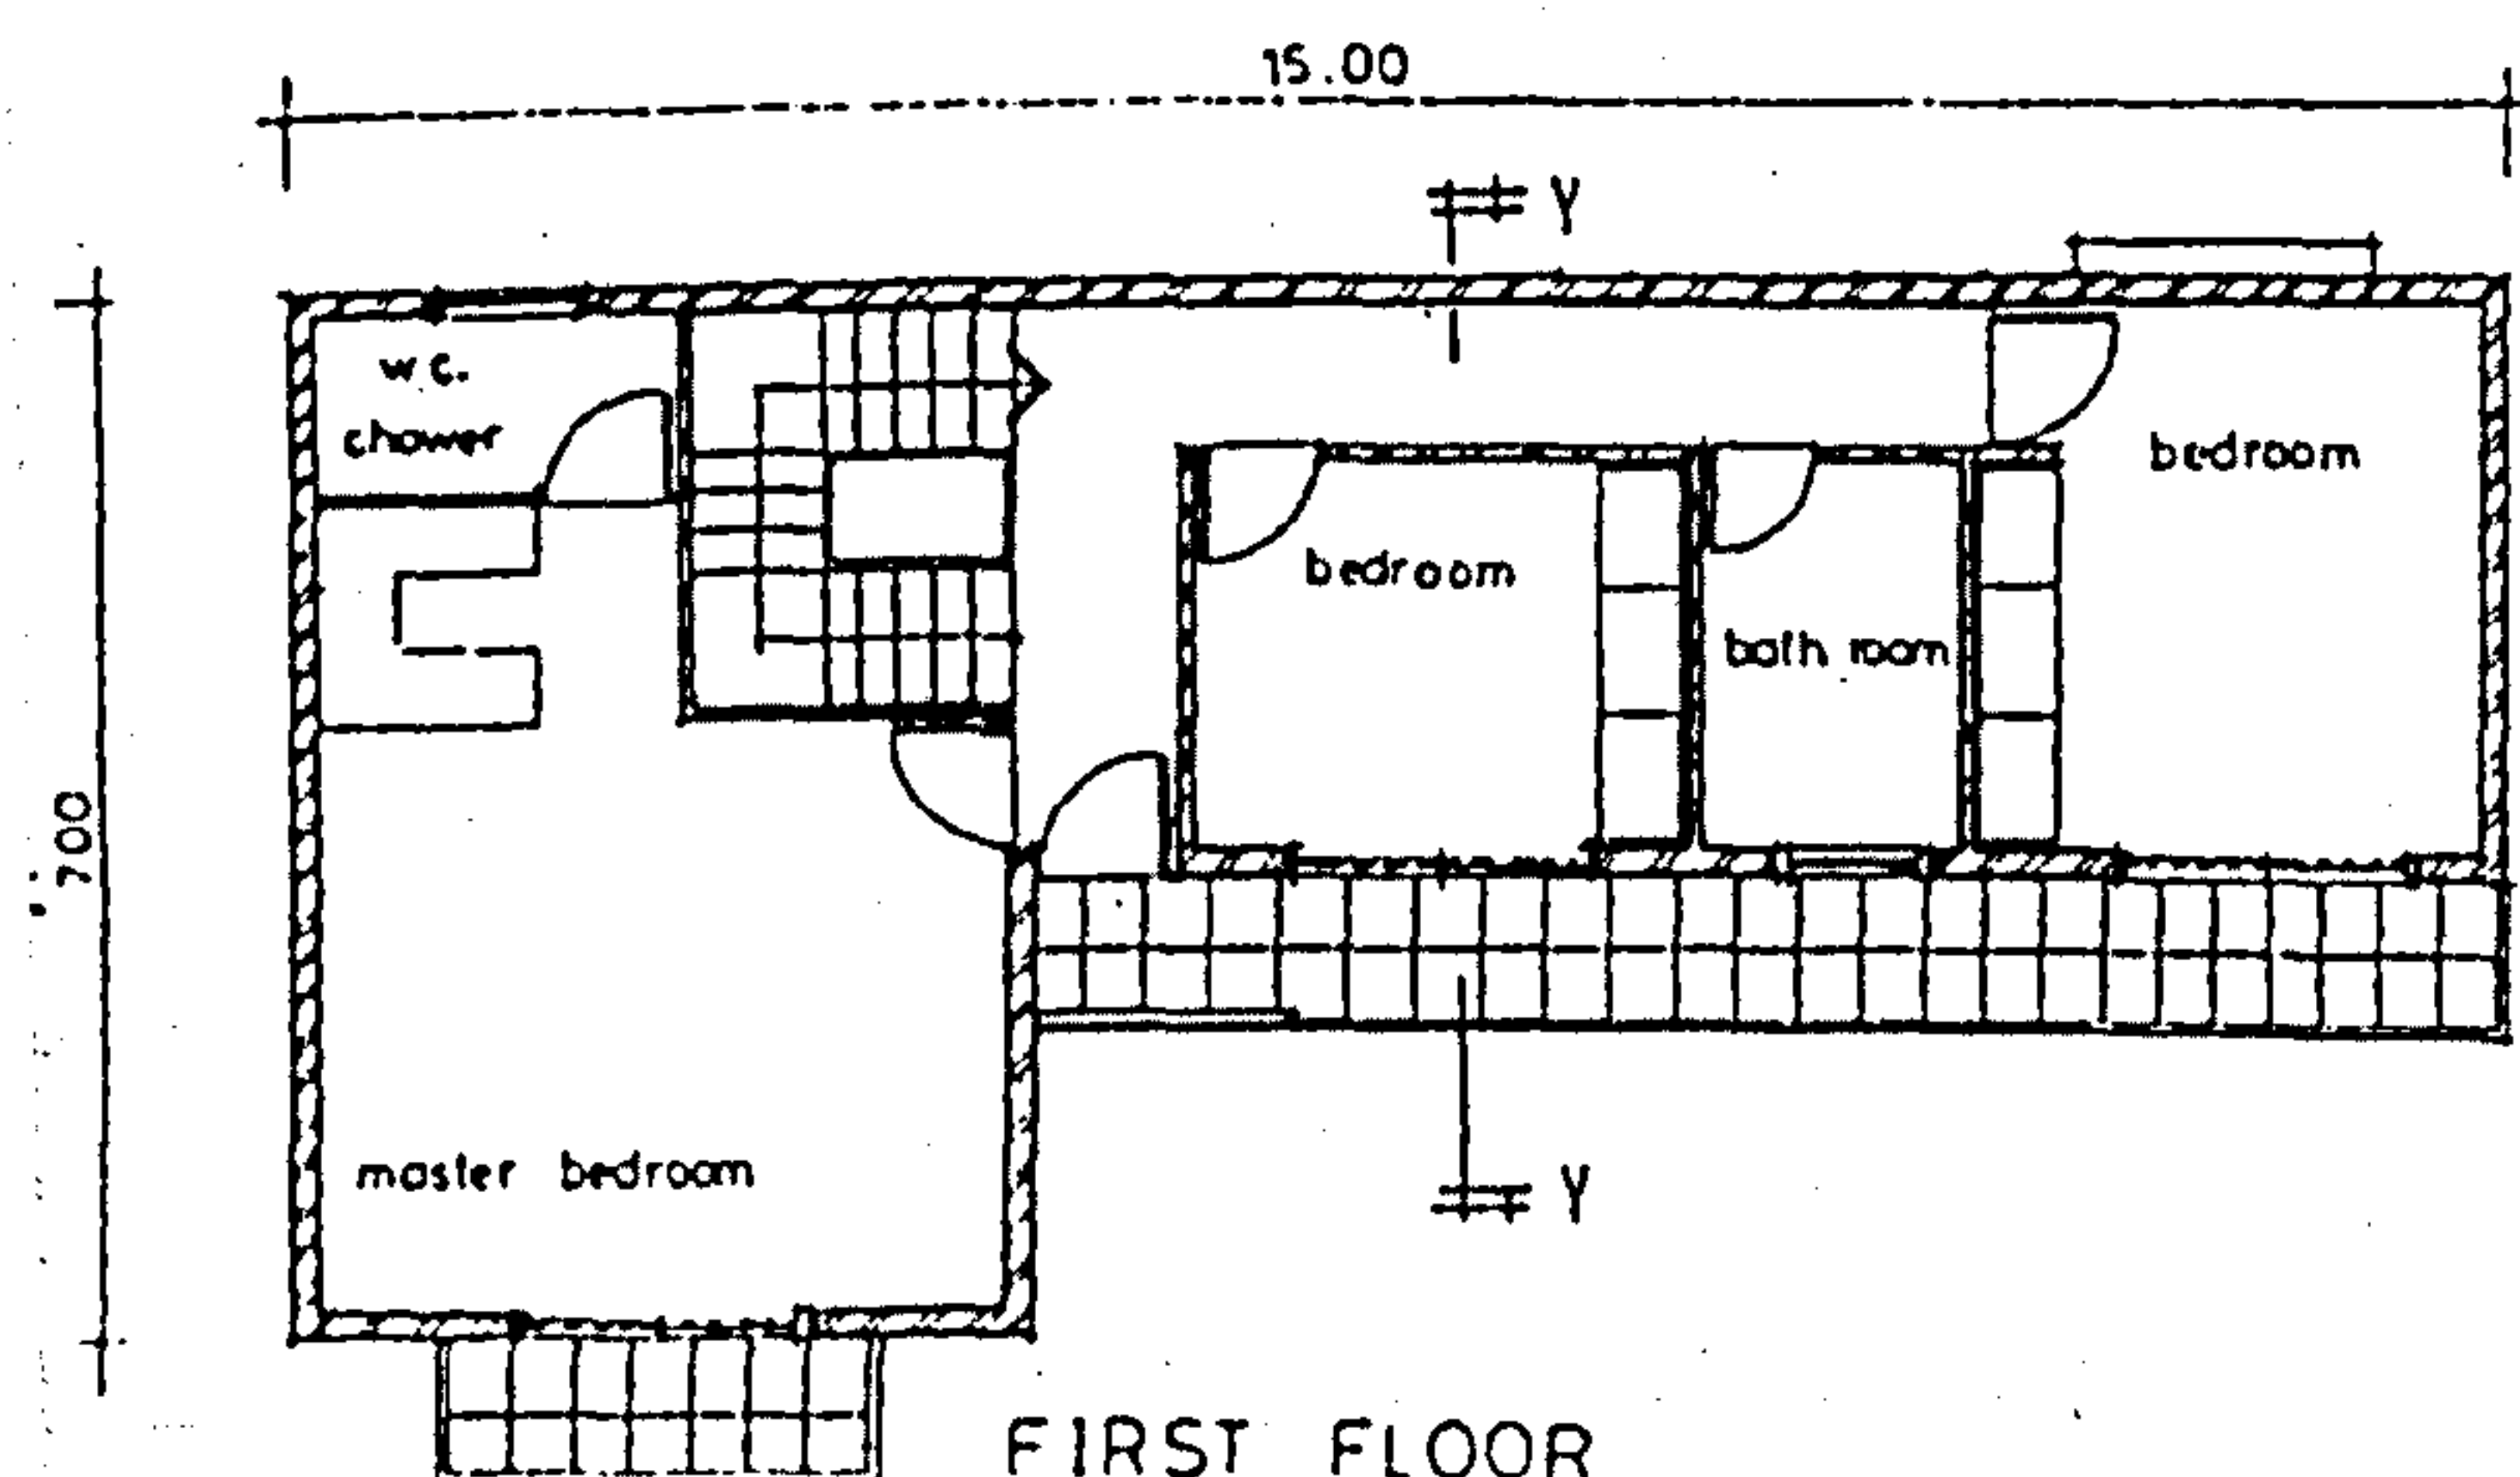 15.00
Y
w c.
chower
bedroom
bedroom
bath room
700
master bedroom
Y
FIRST FLOOR